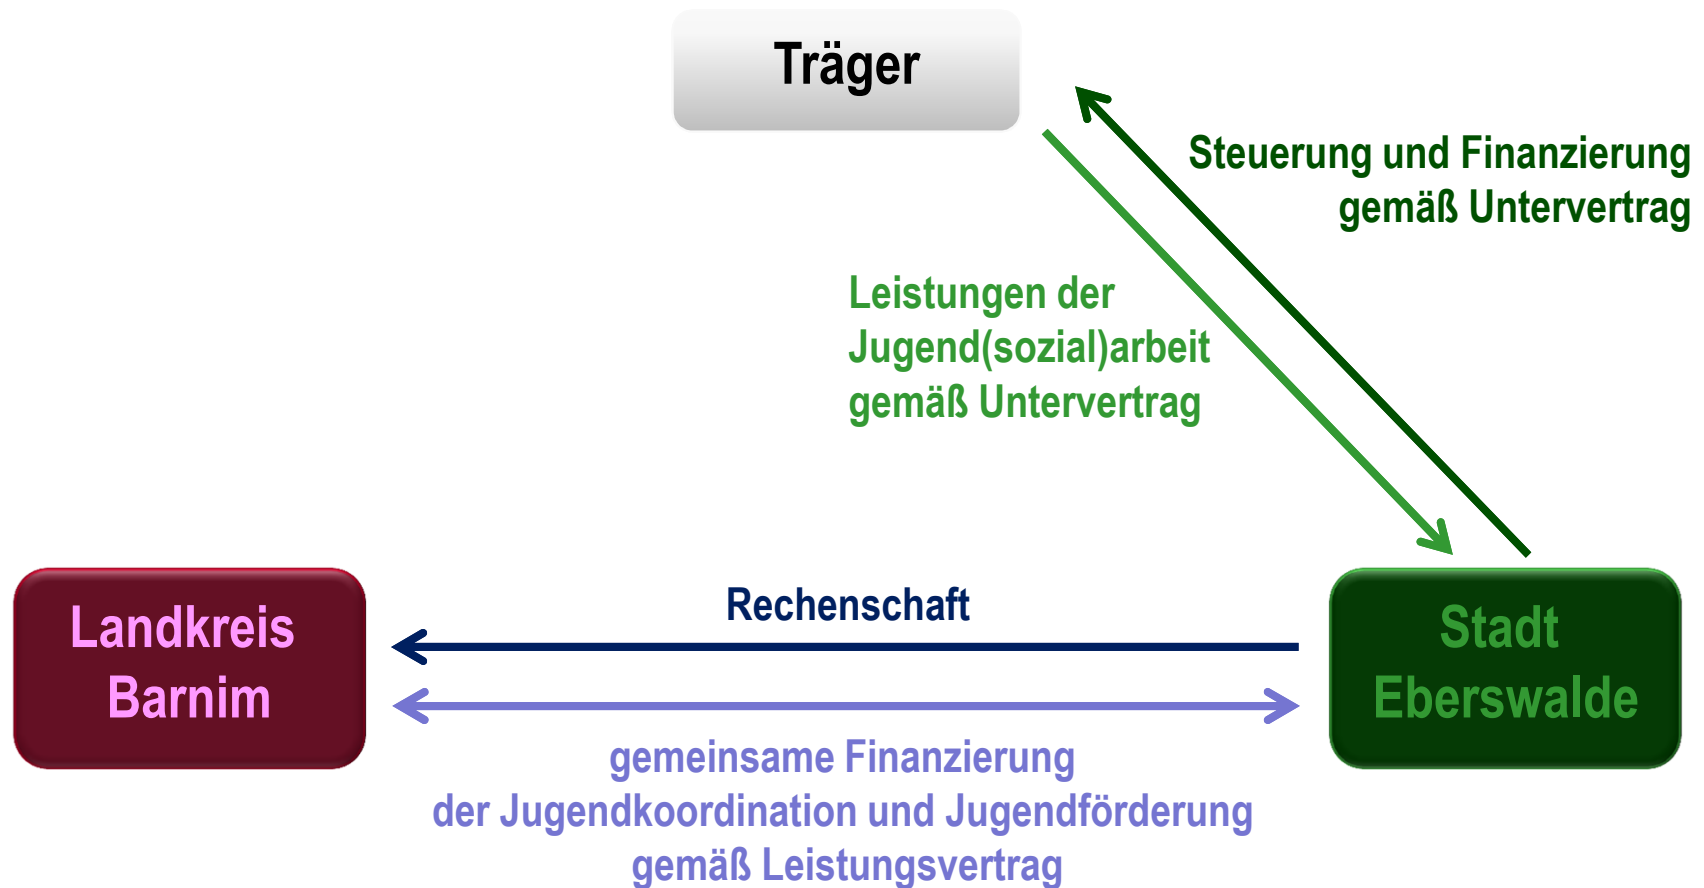 Träger
Steuerung und Finanzierung
gemäß Untervertrag
Leistungen der
Jugend(sozial)arbeit
gemäß Untervertrag
Rechenschaft
Landkreis
Barnim
Stadt
Eberswalde
gemeinsame Finanzierung
der Jugendkoordination und Jugendförderung
gemäß Leistungsvertrag